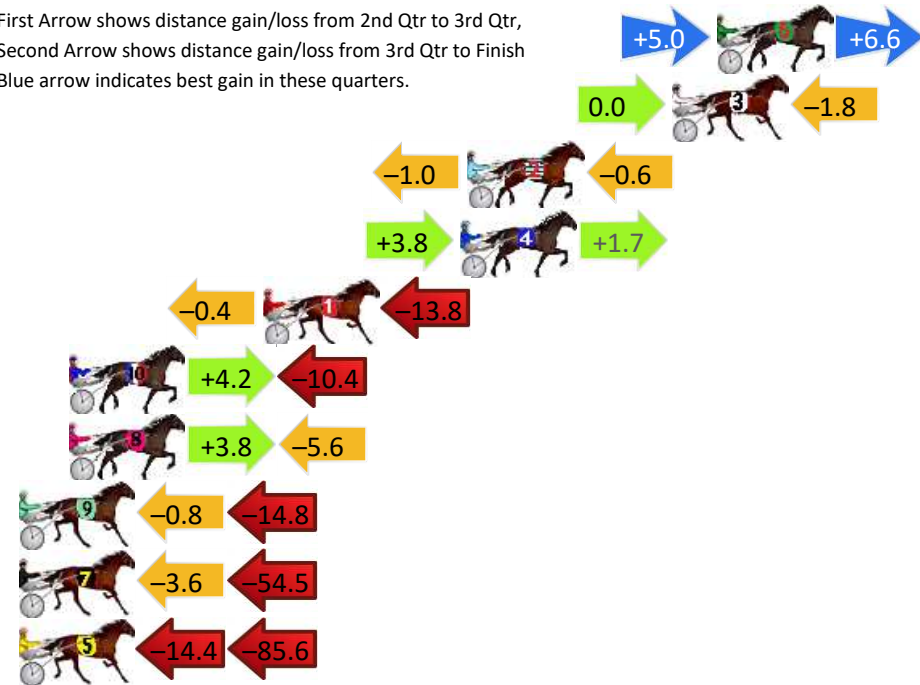 First Arrow shows distance gain/loss from 2nd Qtr to 3rd Qtr,
Second Arrow shows distance gain/loss from 3rd Qtr to Finish
Blue arrow indicates best gain in these quarters.
+5.0 6 +6.6
0.0 3 –1.8
–1.0 2 –0.6
+3.8 4 +1.7
–0.4 1 –13.8
10 +4.2 –10.4
8 +3.8 –5.6
9 –0.8 –14.8
7 –3.6 –54.5
5 –14.4 –85.6